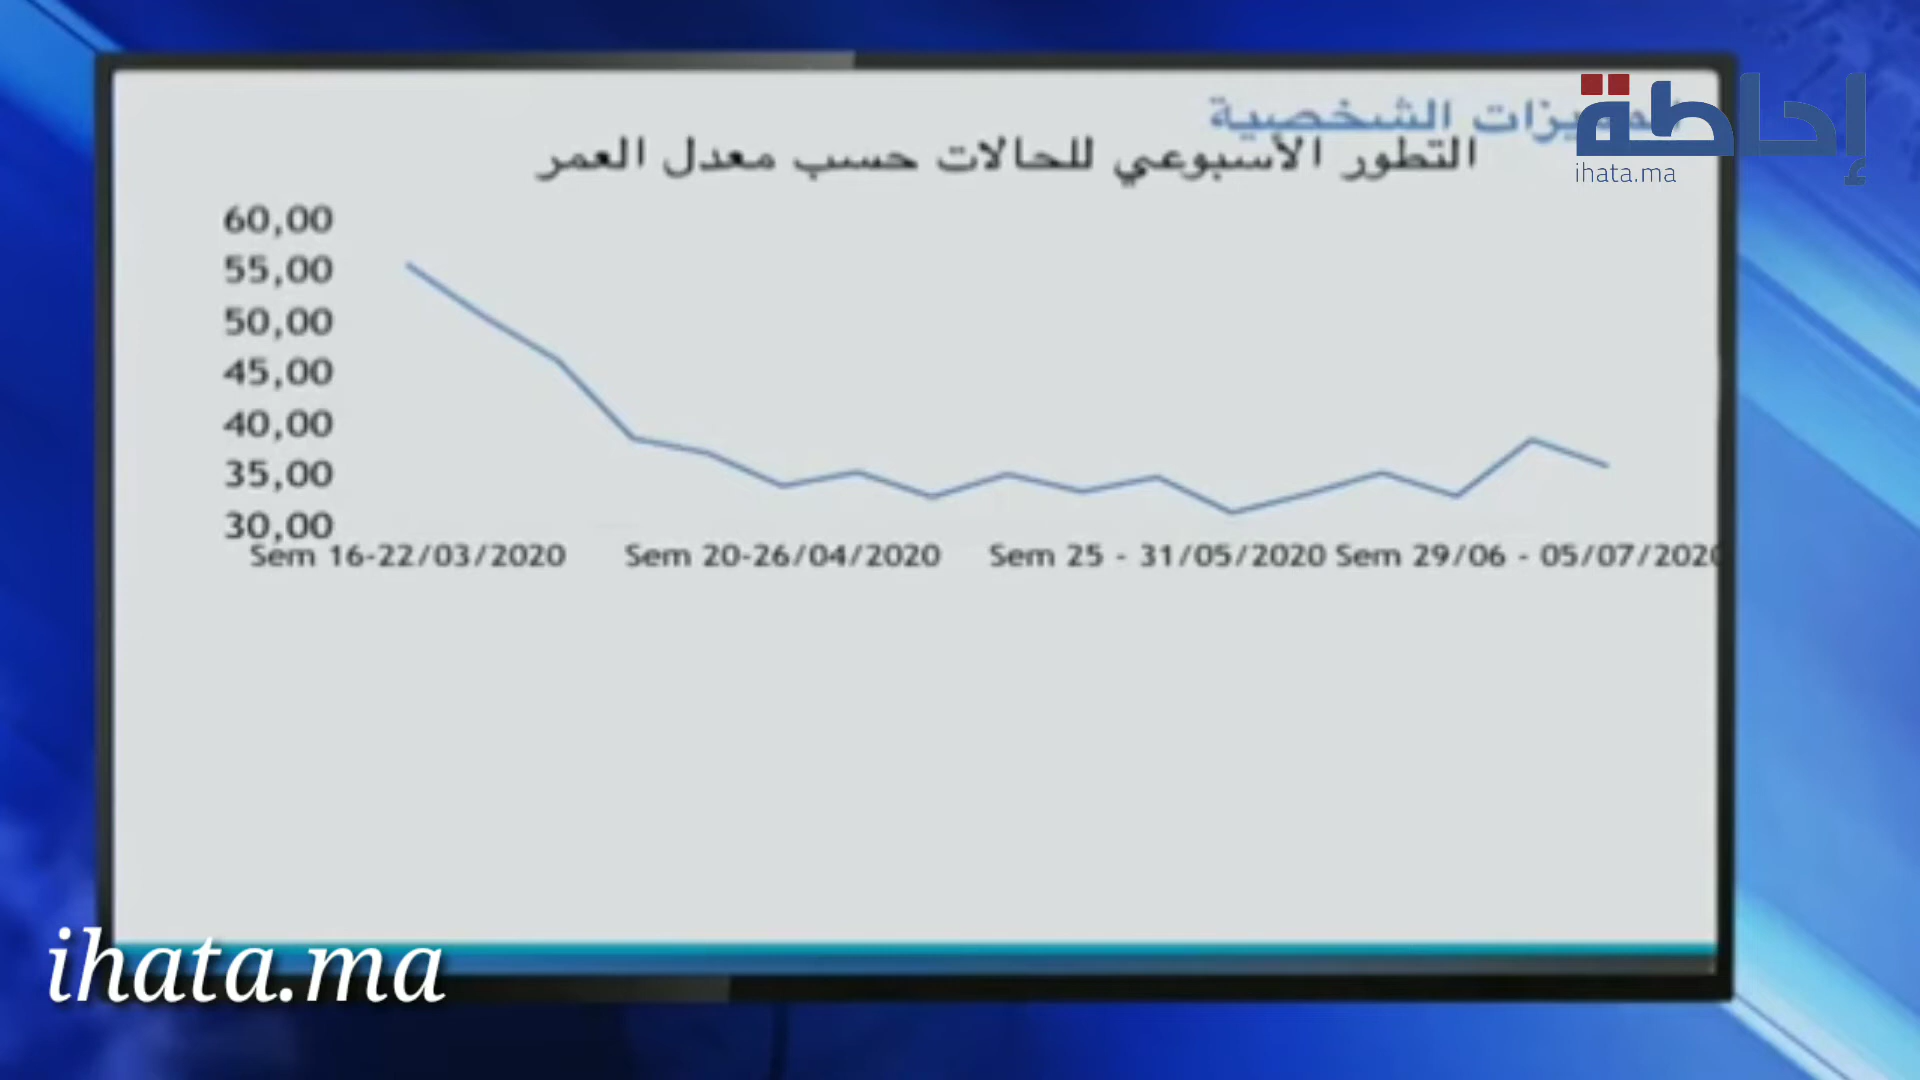 الشخصية
إحاطة
ihata.ma
التطور الأسبوعي للحالات حسب معدل العمر
60,00
55,00
50,00
45,00
40,00
35,00
30,00
Sem 16-22/03/2020 Sem 20-26/04/2020 Sem 25 - 31/05/2020 Sem 29/06 - 05/07/2020
ihata.ma